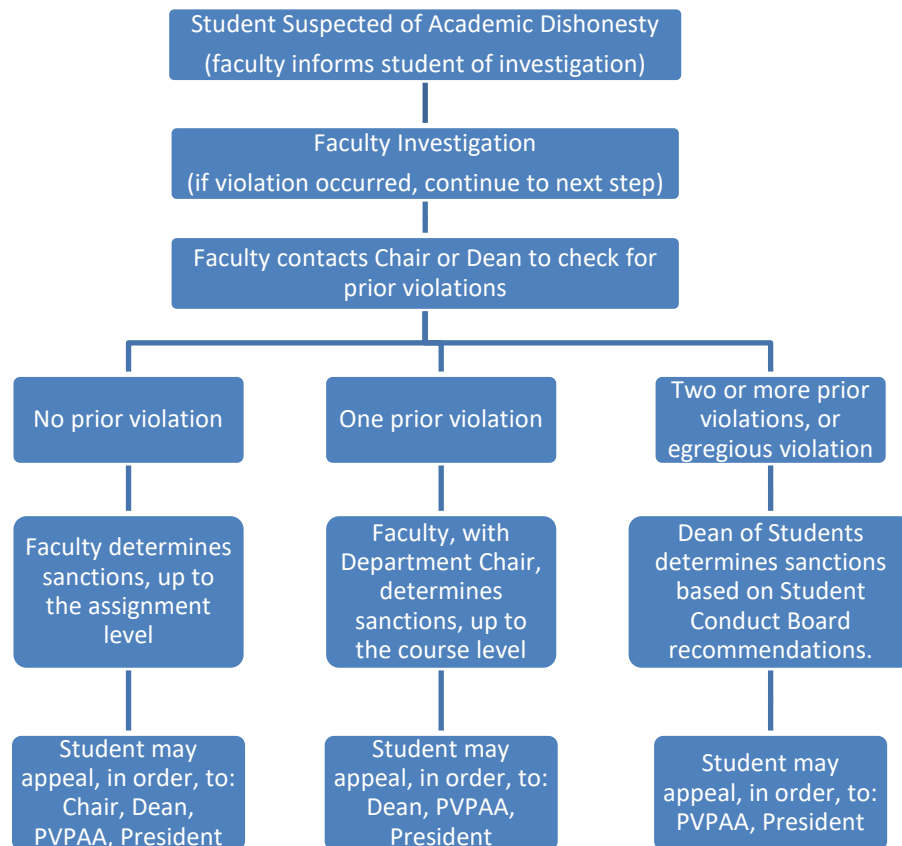 Student Suspected of Academic Dishonesty
(faculty informs student of investigation)
Faculty Investigation
(if violation occurred, continue to next step)
Faculty contacts Chair or Dean to check for
prior violations
No prior violation
One prior violation
Two or more prior
violations, or
egregious violation
Faculty determines
sanctions, up to
the assignment
level
Faculty, with
Department Chair,
determines
sanctions, up to
the course level
Dean of Students
determines sanctions
based on Student
Conduct Board
recommendations.
Student may
appeal, in order, to:
Chair, Dean,
PVPAA, President
Student may
appeal, in order, to:
Dean, PVPAA,
President
Student may
appeal, in order, to:
PVPAA, President